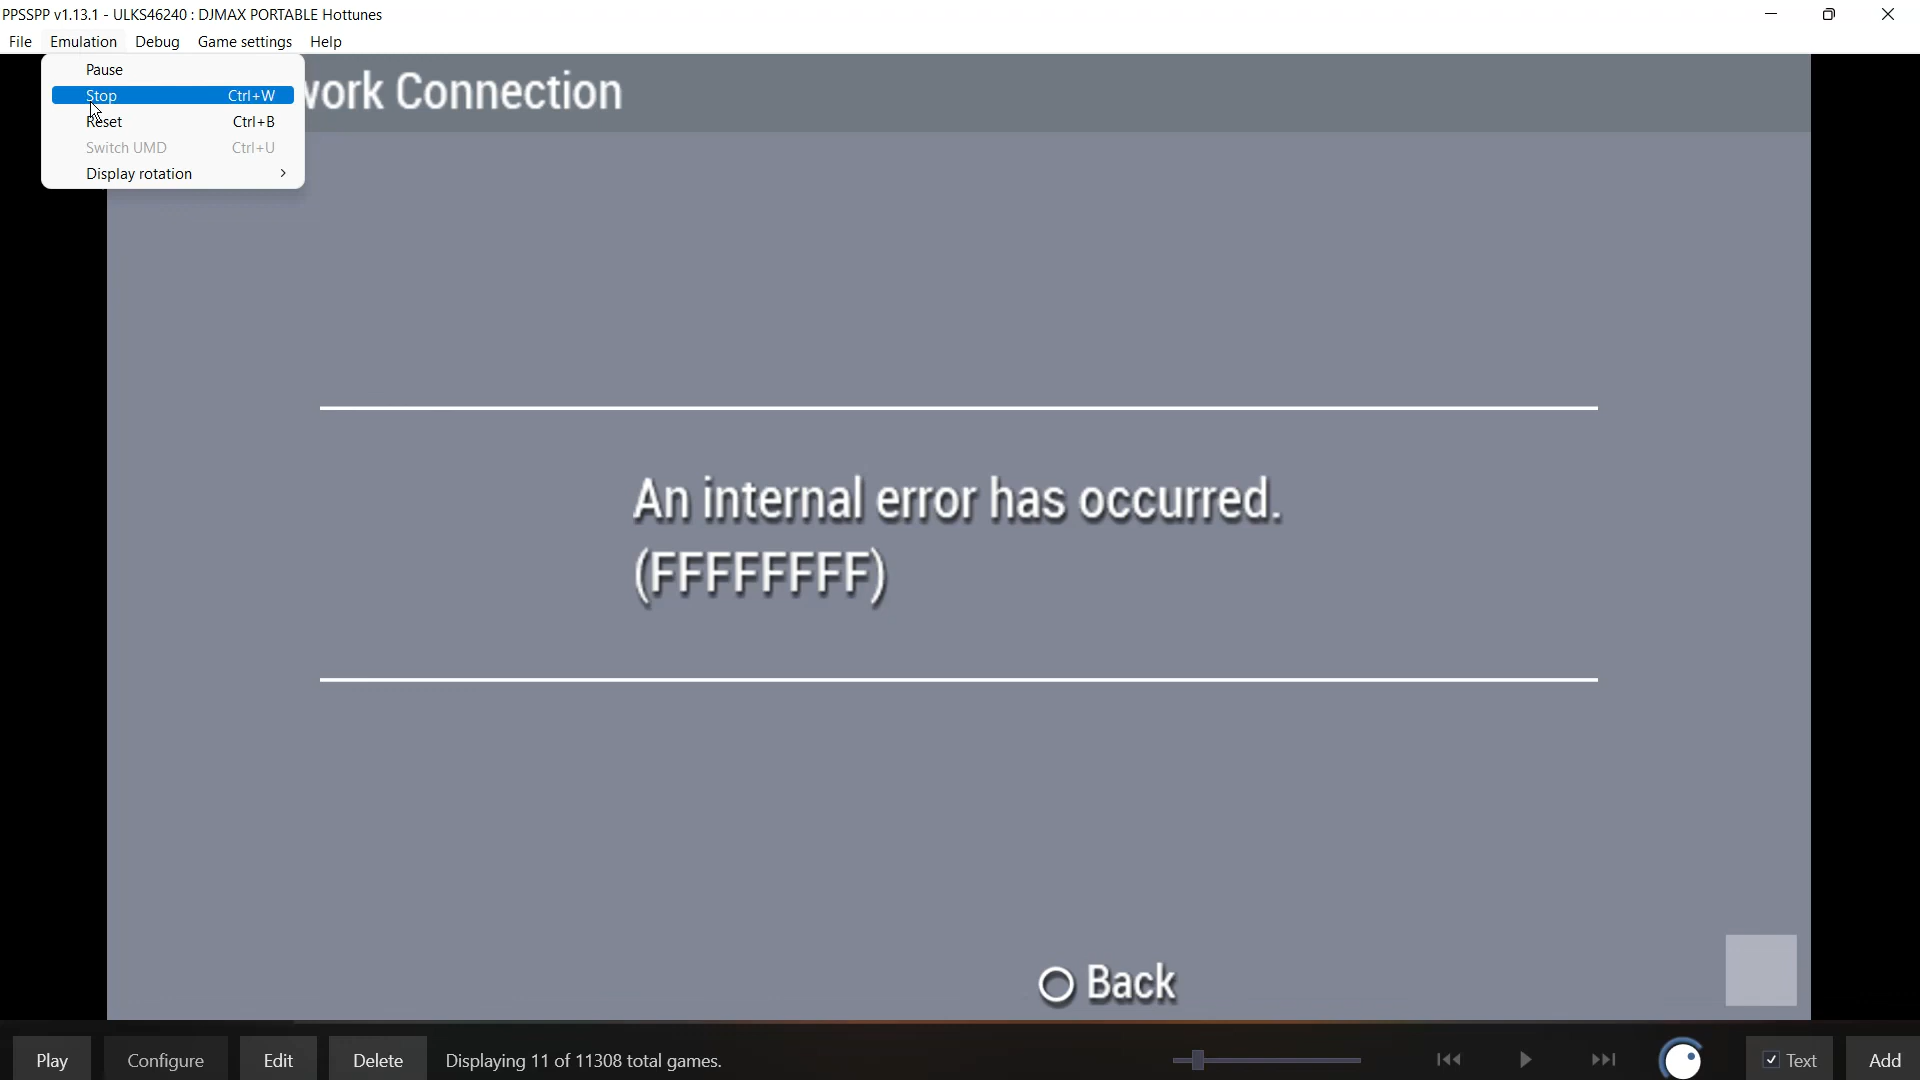 PPSSPP v1.13.1 - ULKS46240 : DJMAX PORTABLE Hottunes
File Emulation Debug Game settings Help
Pause
Stop Ctrl+W
Reset Ctrl+B
Switch UMD Ctrl+U
Display rotation
work Connection
An internal error has occurred.
(FFFFFFFF)
Back
Play Configure Edit Delete Displaying 11 of 11308 total games. Text Add